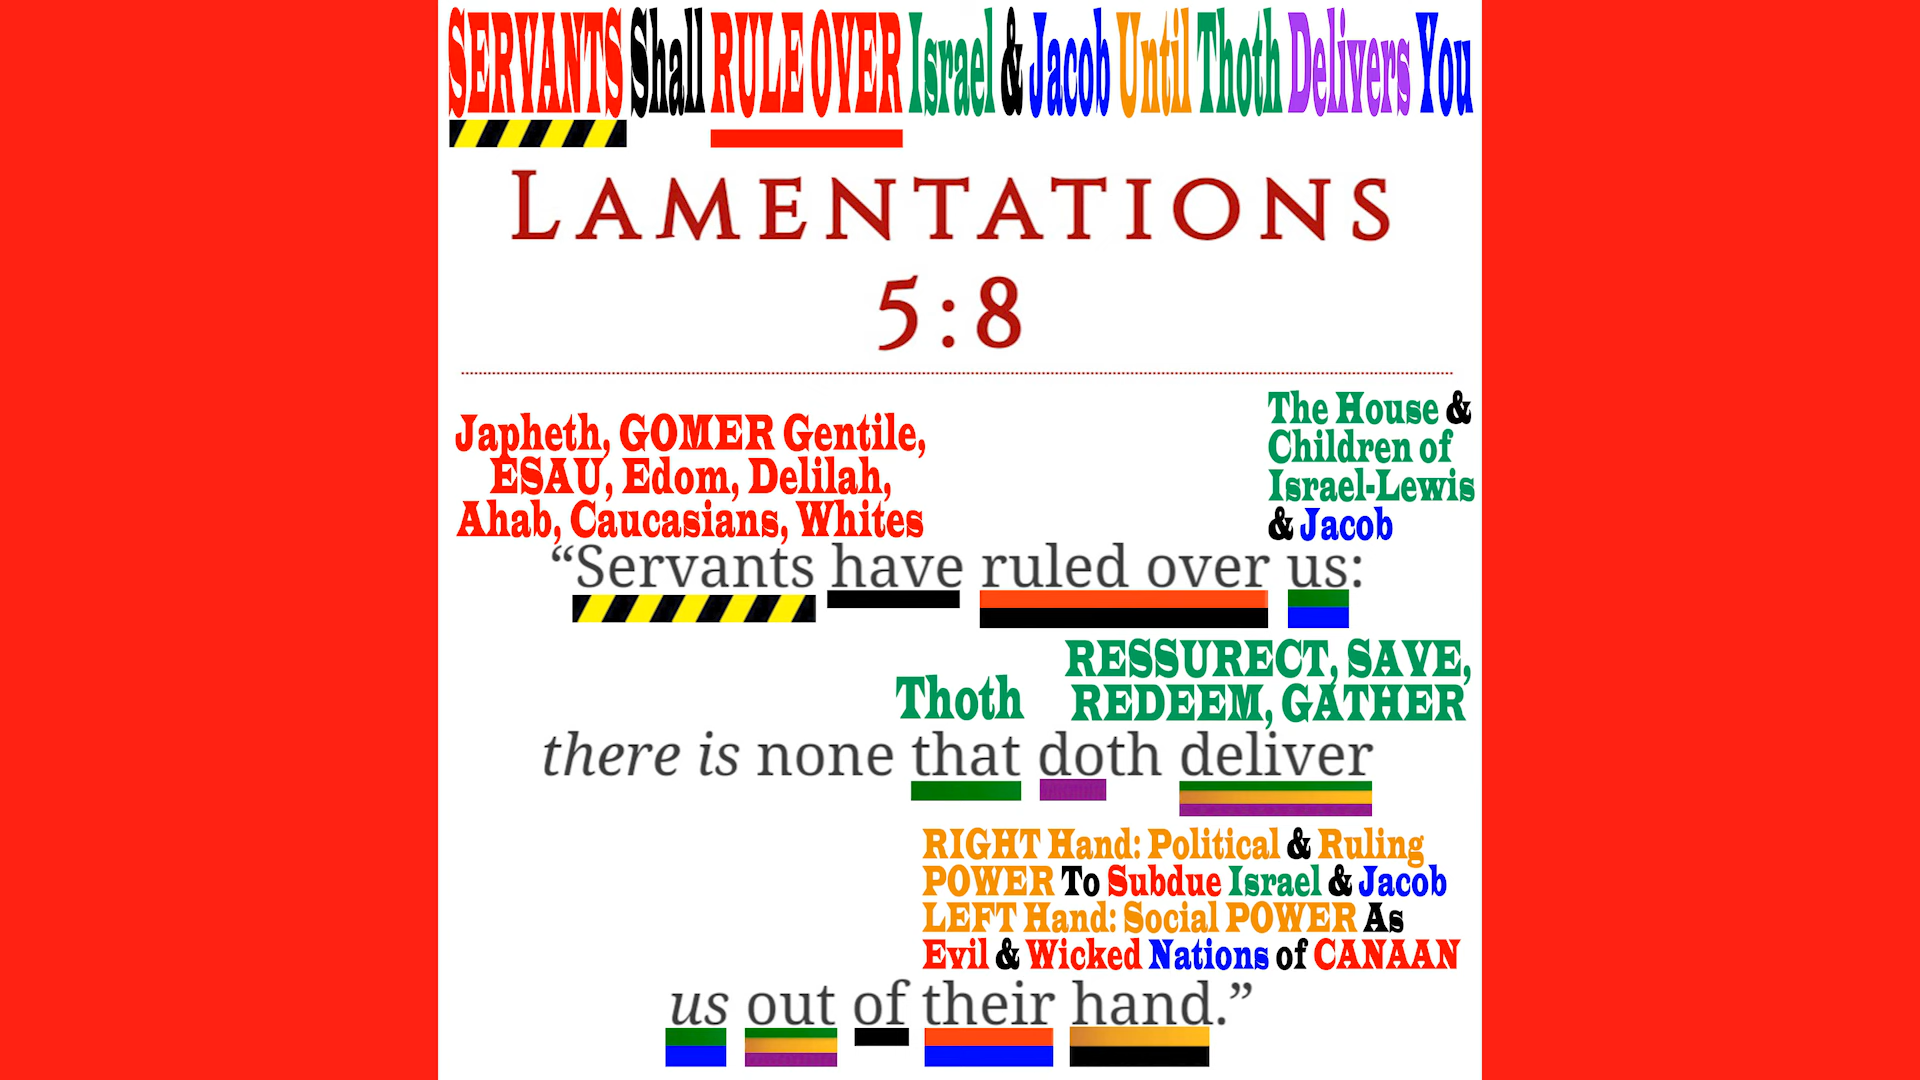 SERVANTS Shall RULE OVER Israel & Jacob Until Thoth Delivers You
LAMENTATIONS
5:8
Japheth, GOMER Gentile,
ESAU, Edom, Delilah,
Ahab, Caucasians, Whites
The House &
Children of
Israel-Lewis
& Jacob
“Servants have ruled over us:
Thoth
RESSURECT, SAVE,
REDEEM, GATHER
there is none that doth deliver
RIGHT Hand: Political & Ruling
POWER To Subdue Israel & Jacob
LEFT Hand: Social POWER As
Evil & Wicked Nations of CANAAN
us out of their hand.”